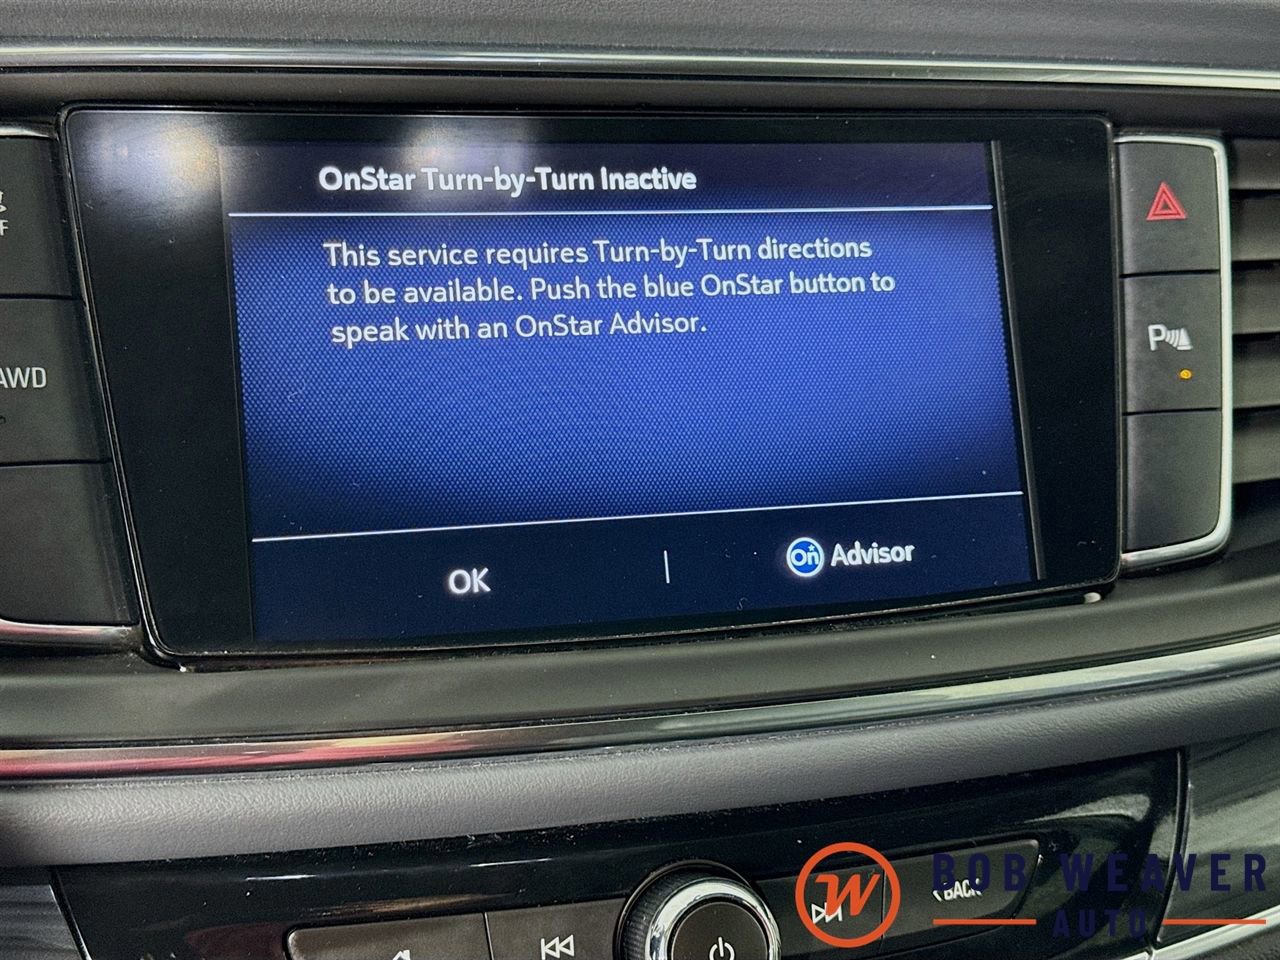 OnStar Turn-by-Turn Inactive
This service requires Turn-by-Turn directions
to be available. Push the blue OnStar button to
speak with an OnStar Advisor.
OK
On Advisor
P
AWD
BACK
BOB WEAVER
AUTO